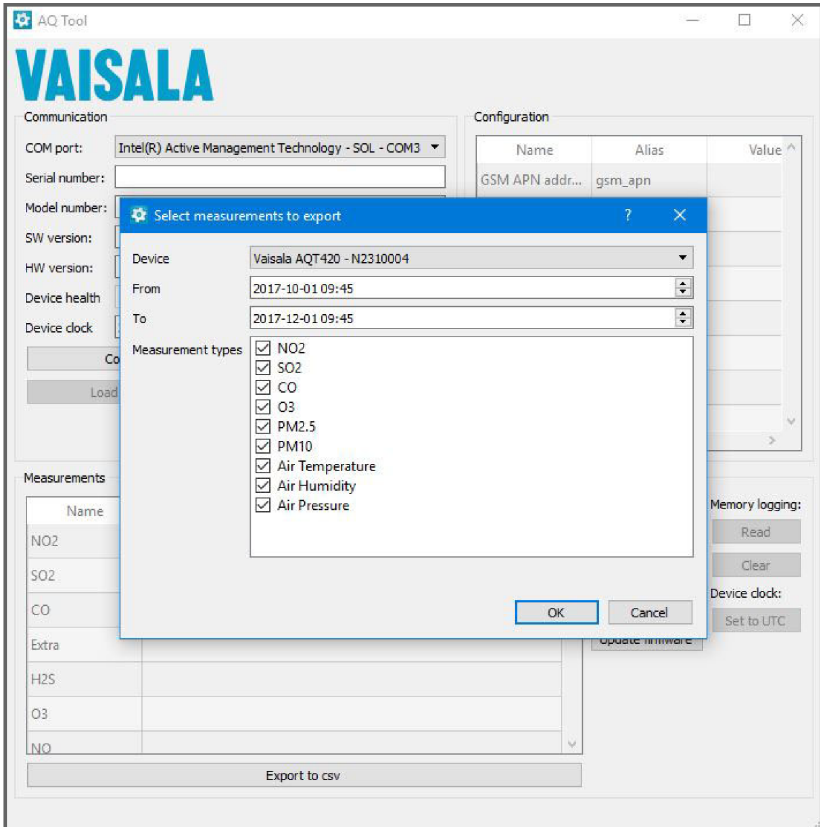 AQ Tool
VAISALA
Communication
COM port: Intel(R) Active Management Technology - SOL - COM3
Serial number:
Model number:
SW version:
HW version:
Device health
Device clock
Co
Load
Configuration
Name Alias Value
GSM APN addr... gsm_apn
Select measurements to export ?
Device Vaisala AQT420 - N2310004
From 2017-10-01 09:45
To 2017-12-01 09:45
Measurement types
NO2
SO2
CO
O3
PM2.5
PM10
Air Temperature
Air Humidity
Air Pressure
OK Cancel
Measurements
Name
NO2
SO2
CO
Extra
H2S
O3
NO
Export to csv
Memory logging:
Read
Clear
Device clock:
Set to UTC
Update firmware